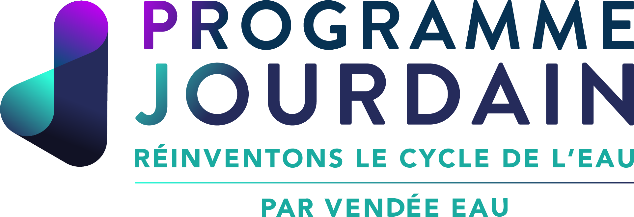 PROGRAMME
JOURDAIN
RÉINVENTONS LE CYCLE DE L'EAU
PAR VENDÉE EAU